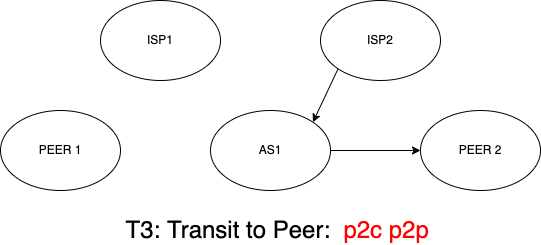 ISP1
ISP2
PEER 1
AS1
PEER 2
T3: Transit to Peer: p2c p2p